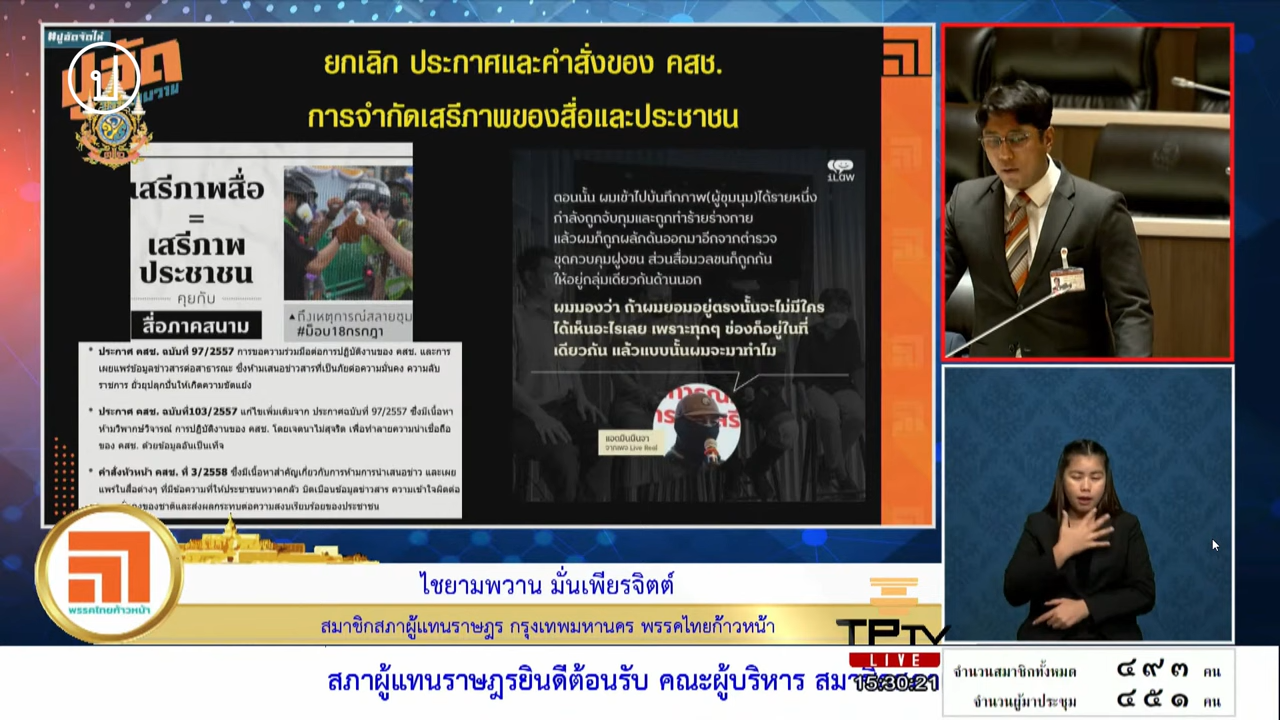 #ปูอัดจัดให้
ปูอัด
ป
ยกเลิก ประกาศและคำสั่งของ คสช.
การจำกัดเสรีภาพของสื่อและประชาชน
เสรีภาพสื่อ
=
เสรีภาพ
ประชาชน
คุยกับ
สื่อภาคสนาม
▲ถึงเหตุการณ์สลายชุม
#ม็อบ18กรกฎา
* ประกาศ คสช. ฉบับที่ 97/2557 การขอความร่วมมือต่อการปฏิบัติงานของ คสช. และการ
เผยแพร่ข้อมูลข่าวสารต่อสาธารณะ ซึ่งห้ามเสนอข่าวสารที่เป็นภัยต่อความมั่นคง ความลับ
ราชการ ยั่วยุปลุกปั่นให้เกิดความขัดแย้ง
* ประกาศ คสช. ฉบับที่103/2557 แก้ไขเพิ่มเติมจาก ประกาศฉบับที่ 97/2557 ซึ่งมีเนื้อหา
ห้ามวิพากษ์วิจารณ์ การปฏิบัติงานของ คสช. โดยเจตนาไม่สุจริต เพื่อทำลายความน่าเชื่อถือ
ของ คสช. ด้วยข้อมูลอันเป็นเท็จ
* คำสั่งหัวหน้า คสช. ที่ 3/2558 ซึ่งมีเนื้อหาสำคัญเกี่ยวกับการห้ามการนำเสนอข่าว และเผย
แพร่ในสื่อต่างๆ ที่มีข้อความที่ให้ประชาชนหวาดกลัว บิดเบือนข้อมูลข่าวสาร ความเข้าใจผิดต่อ
ของชาติและส่งผลกระทบต่อความสงบเรียบร้อยของประชาชน
iLAW
ตอนนั้น ผมเข้าไปบันทึกภาพ(ผู้ชุมนุม)ได้รายหนึ่ง
กำลังถูกจับกุมและถูกทำร้ายร่างกาย
แล้วผมก็ถูกผลักดันออกมาอีกจากตำรวจ
ชุดควบคุมฝูงชน ส่วนสื่อมวลชนก็ถูกกัน
ให้อยู่กลุ่มเดียวกันด้านนอก
ผมมองว่า ถ้าผมยอมอยู่ตรงนั้นจะไม่มีใคร
ได้เห็นอะไรเลย เพราะทุกๆ ช่องก็อยู่ในที่
เดียวกัน แล้วแบบนั้นผมจะมาทำไม
แอดมินนินจา
จากเพจ Live Real
พรรคไทยก้าวหน้า
ไชยามพวาน มั่นเพียรจิตต์
สมาชิกสภาผู้แทนราษฎร กรุงเทพมหานคร พรรคไทยก้าวหน้า
TPTV
LIVE
15:30:21
สภาผู้แทนราษฎรยินดีต้อนรับ คณะผู้บริหาร
จำนวนสมาชิกทั้งหมด ๔๙๓ คน
จำนวนผู้มาประชุม ๔๕๑ คน